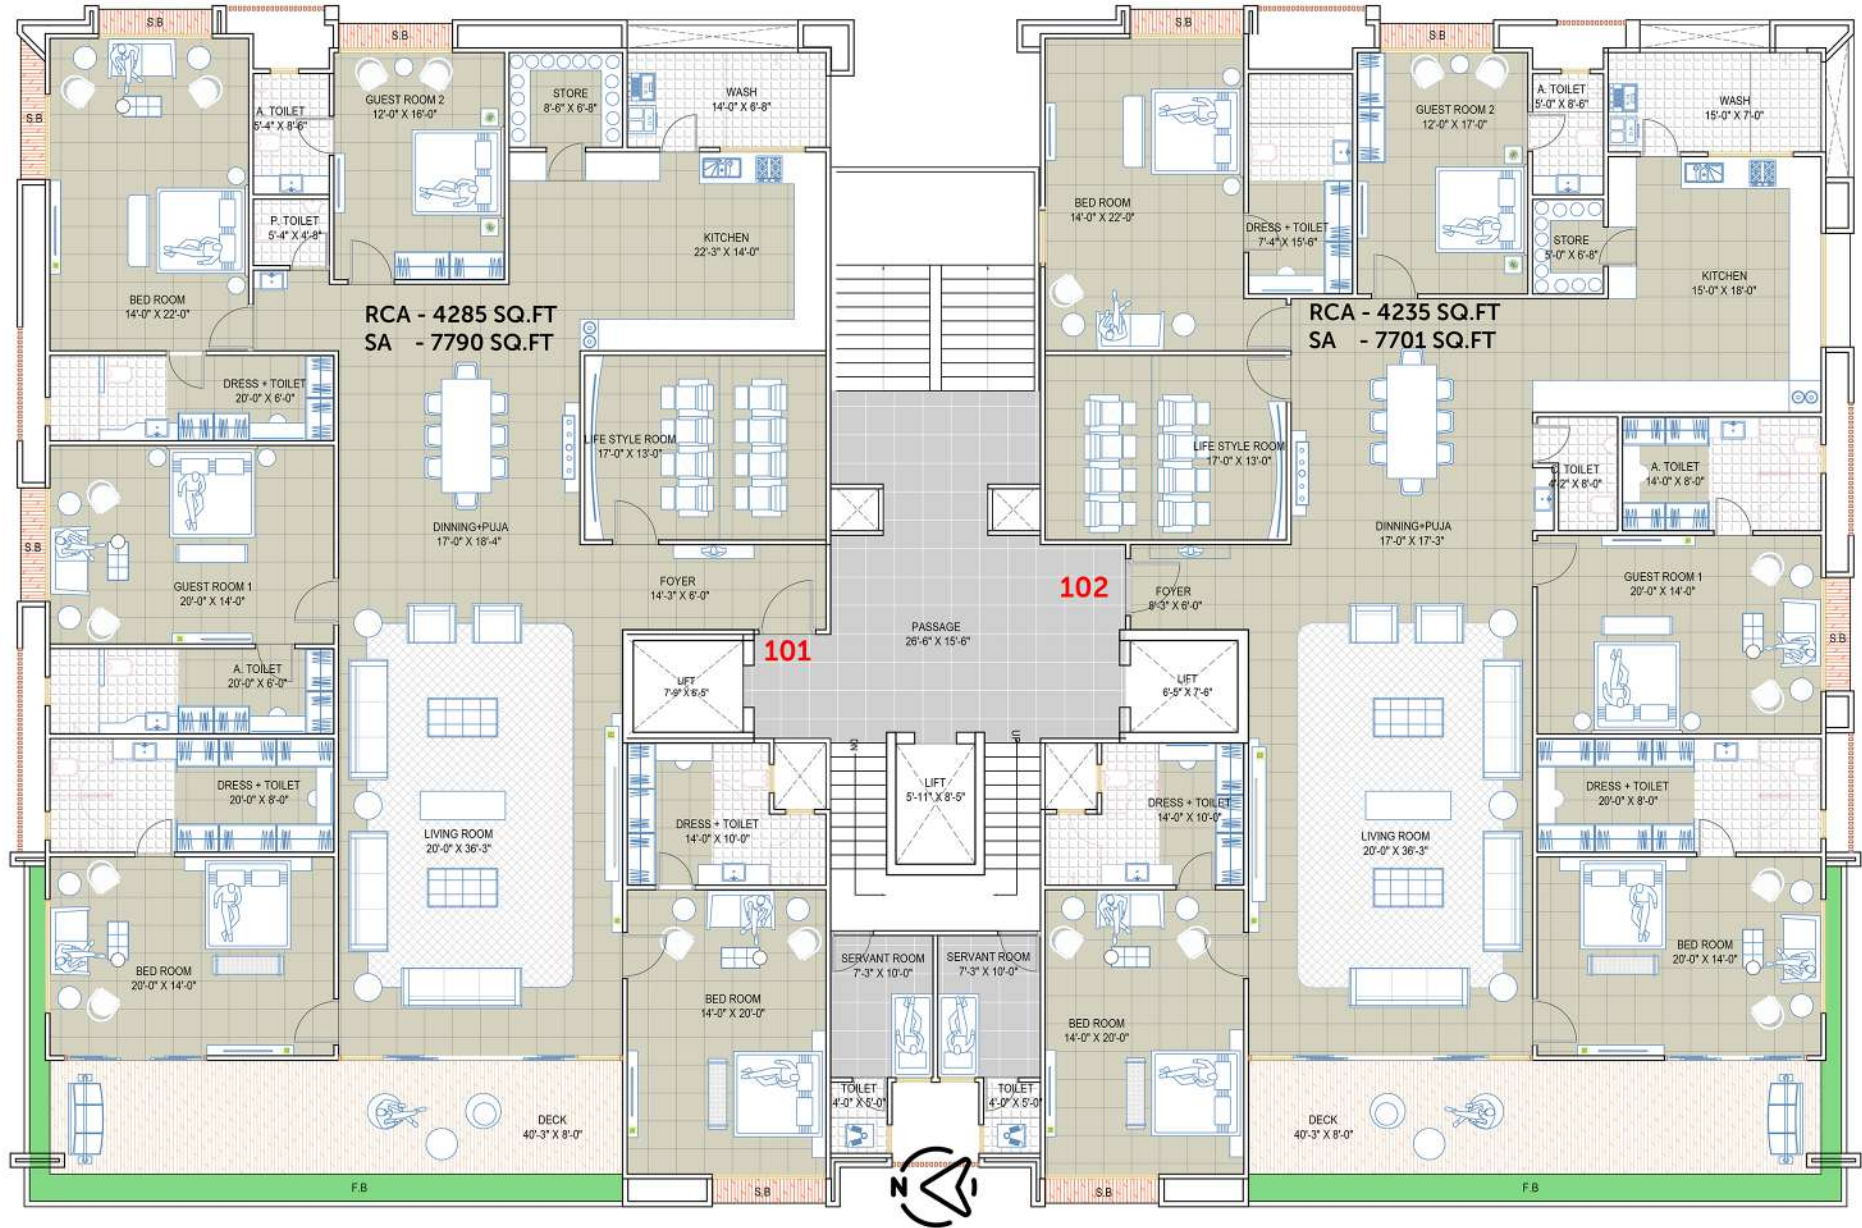 S.B
S.B
S.B
S.B
S.B
A. TOILET
5'-4" X 8'-6"
GUEST ROOM 2
12'-0" X 16'-0"
STORE
8'-6" X 6'-8"
WASH
14'-0" X 6'-8"
P. TOILET
5'-4" X 4'-8"
KITCHEN
22'-3" X 14'-0"
BED ROOM
14'-0" X 22'-0"
RCA - 4285 SQ.FT
SA - 7790 SQ.FT
DRESS + TOILET
20'-0" X 6'-0"
LIFE STYLE ROOM
17'-0" X 13'-0"
DINNING+PUJA
17'-0" X 18'-4"
S.B
GUEST ROOM 1
20'-0" X 14'-0"
FOYER
14'-3" X 6'-0"
101
A. TOILET
20'-0" X 6'-0"
LIFT
7'-9" X 6'-5"
DRESS + TOILET
20'-0" X 8'-0"
LIVING ROOM
20'-0" X 36'-3"
DRESS + TOILET
14'-0" X 10'-0"
BED ROOM
20'-0" X 14'-0"
BED ROOM
14'-0" X 20'-0"
DECK
40'-3" X 8'-0"
F.B
S.B
PASSAGE
26'-6" X 15'-6"
DN
UP
LIFT
5'-11" X 8'-5"
SERVANT ROOM
7'-3" X 10'-0"
SERVANT ROOM
7'-3" X 10'-0"
TOILET
4'-0" X 5'-0"
TOILET
4'-0" X 5'-0"
N
BED ROOM
14'-0" X 22'-0"
DRESS + TOILET
7'-4" X 15'-6"
GUEST ROOM 2
12'-0" X 17'-0"
A. TOILET
5'-0" X 8'-6"
WASH
15'-0" X 7'-0"
STORE
5'-0" X 6'-8"
KITCHEN
15'-0" X 18'-0"
RCA - 4235 SQ.FT
SA - 7701 SQ.FT
LIFE STYLE ROOM
17'-0" X 13'-0"
DINNING+PUJA
17'-0" X 17'-3"
TOILET
4'-2" X 8'-0"
A. TOILET
14'-0" X 8'-0"
102
FOYER
8'-3" X 6'-0"
GUEST ROOM 1
20'-0" X 14'-0"
S.B
LIFT
6'-5" X 7'-6"
DRESS + TOILET
14'-0" X 10'-0"
LIVING ROOM
20'-0" X 36'-3"
DRESS + TOILET
20'-0" X 8'-0"
BED ROOM
20'-0" X 14'-0"
BED ROOM
14'-0" X 20'-0"
DECK
40'-3" X 8'-0"
S.B
F.B